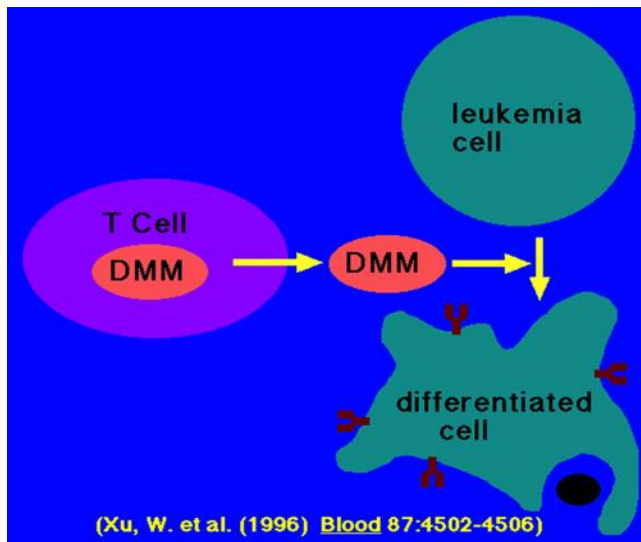 leukemia
cell
T Cell
DMM
DMM
differentiated
cell
(Xu, W. et al. (1996) Blood 87:4502-4506)